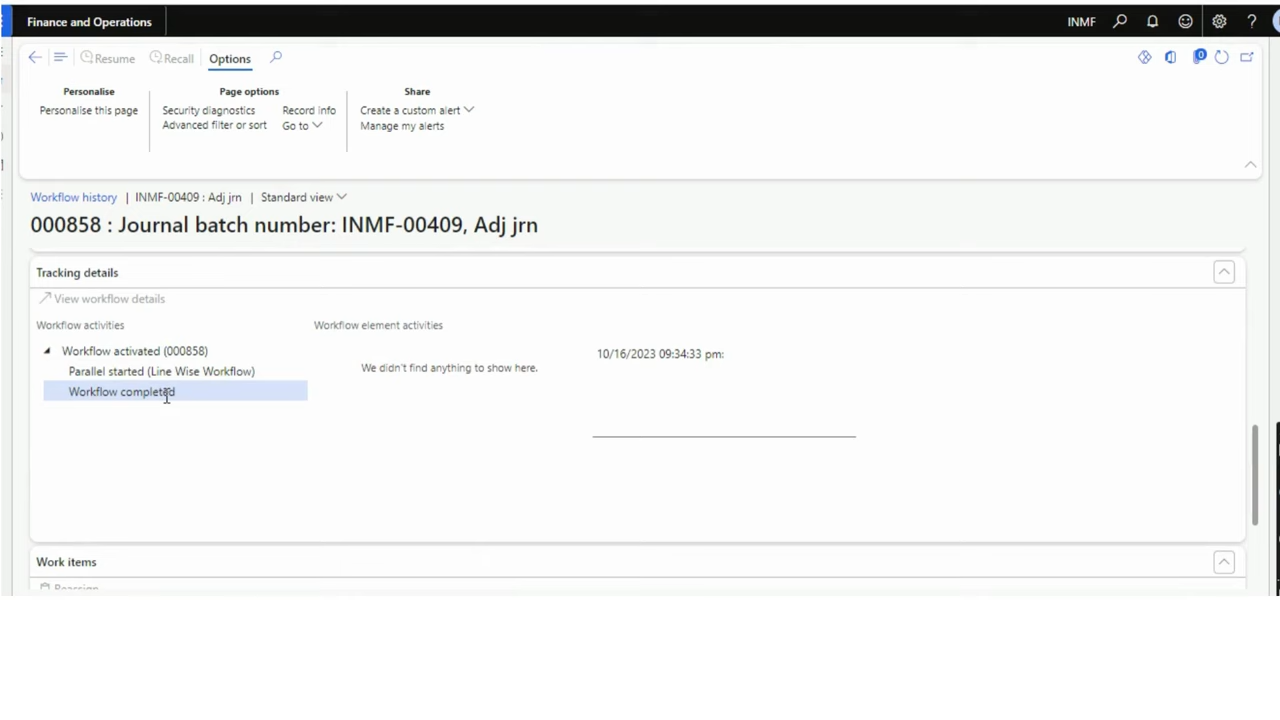 Finance and Operations
INMF
Resume
Recall
Options
0
Personalise
Personalise this page
Page options
Security diagnostics
Record info
Advanced filter or sort
Go to
Share
Create a custom alert
Manage my alerts
Workflow history | INMF-00409 : Adj jrn | Standard view
000858 : Journal batch number: INMF-00409, Adj jrn
Tracking details
View workflow details
Workflow activities
Workflow element activities
Workflow activated (000858)
10/16/2023 09:34:33 pm:
We didn't find anything to show here.
Parallel started (Line Wise Workflow)
Workflow completed
Work items
Reassign